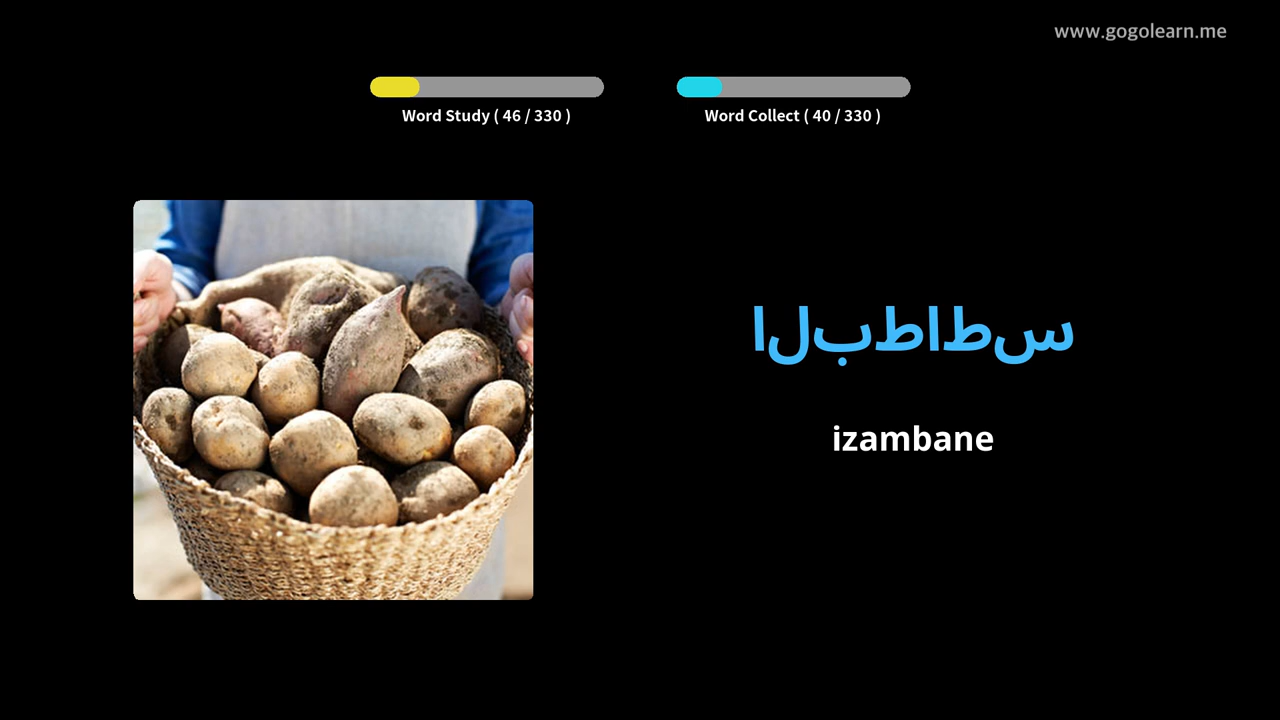 www.gogolearn.me
Word Study ( 46 / 330 )
Word Collect ( 40 / 330 )
البطاطس
izambane